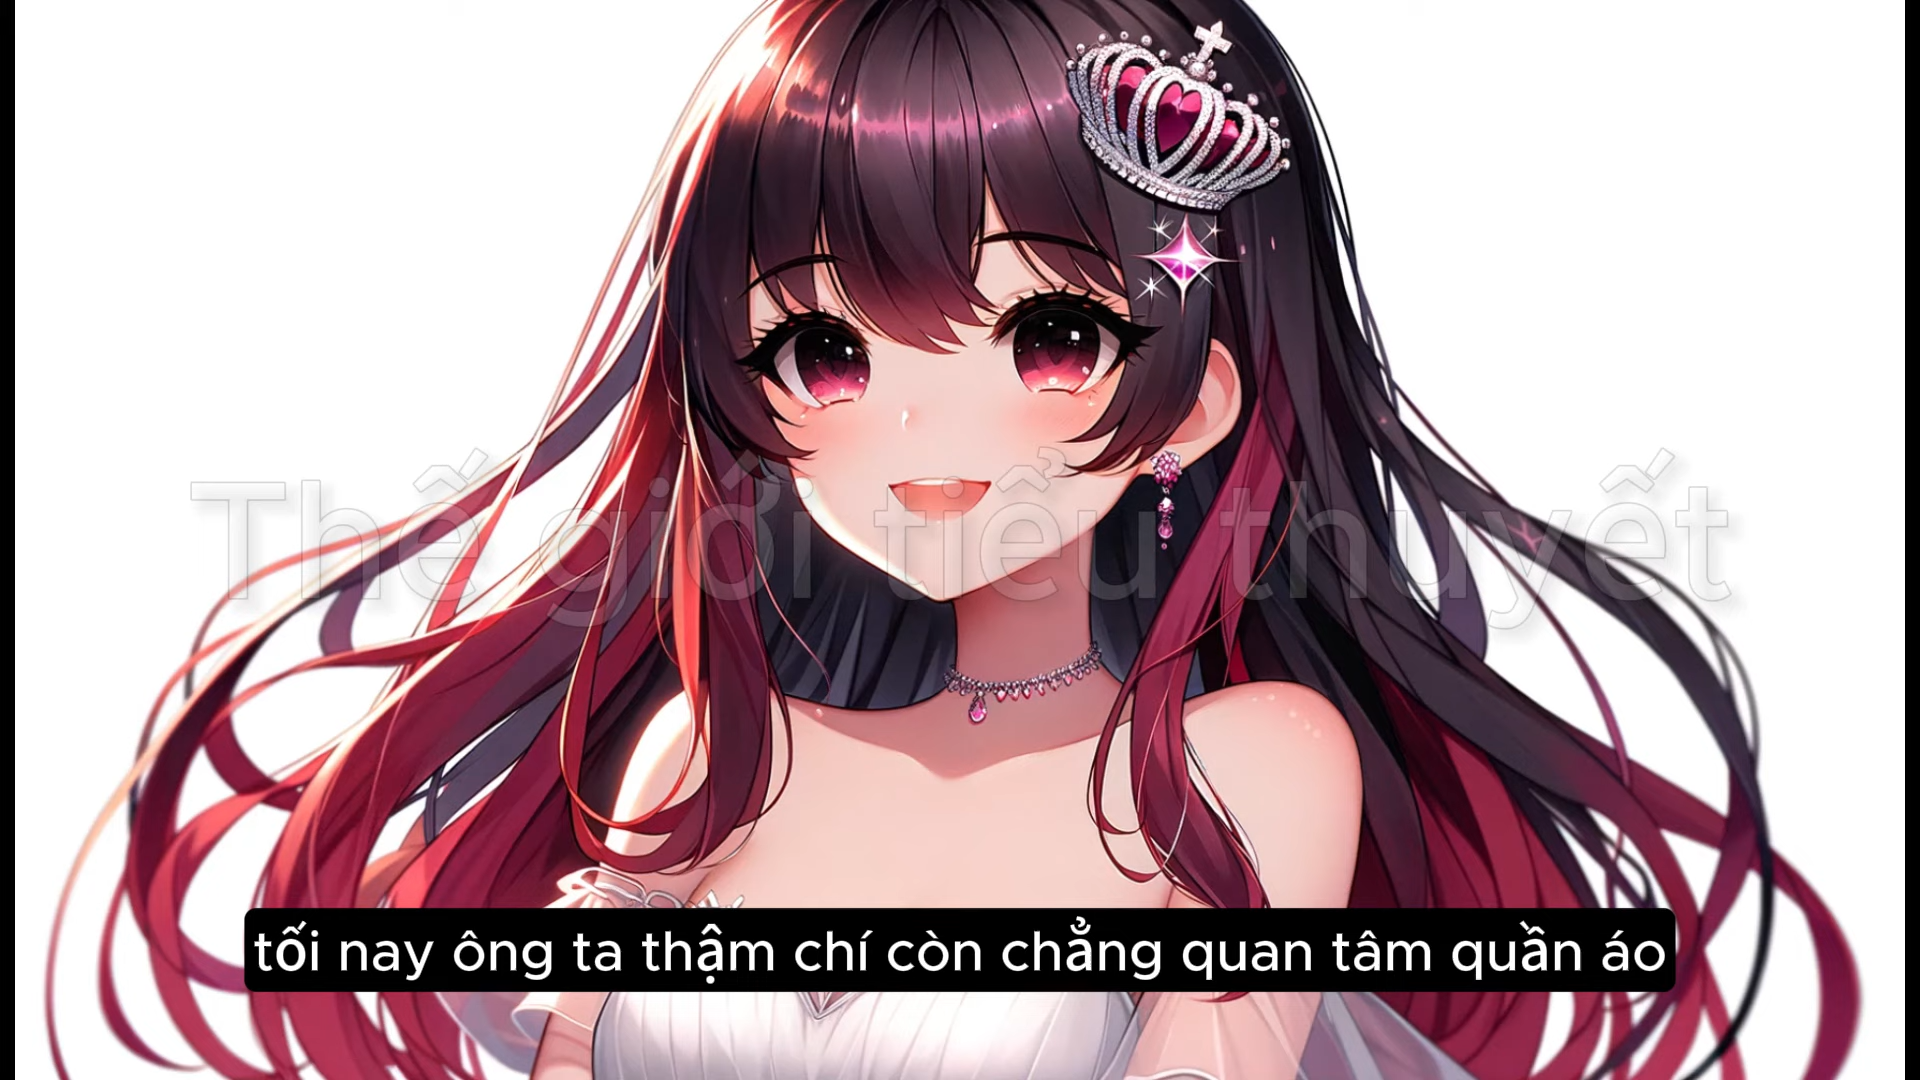 Thế giới tiểu thuyết
tối nay ông ta thậm chí còn chẳng quan tâm quần áo